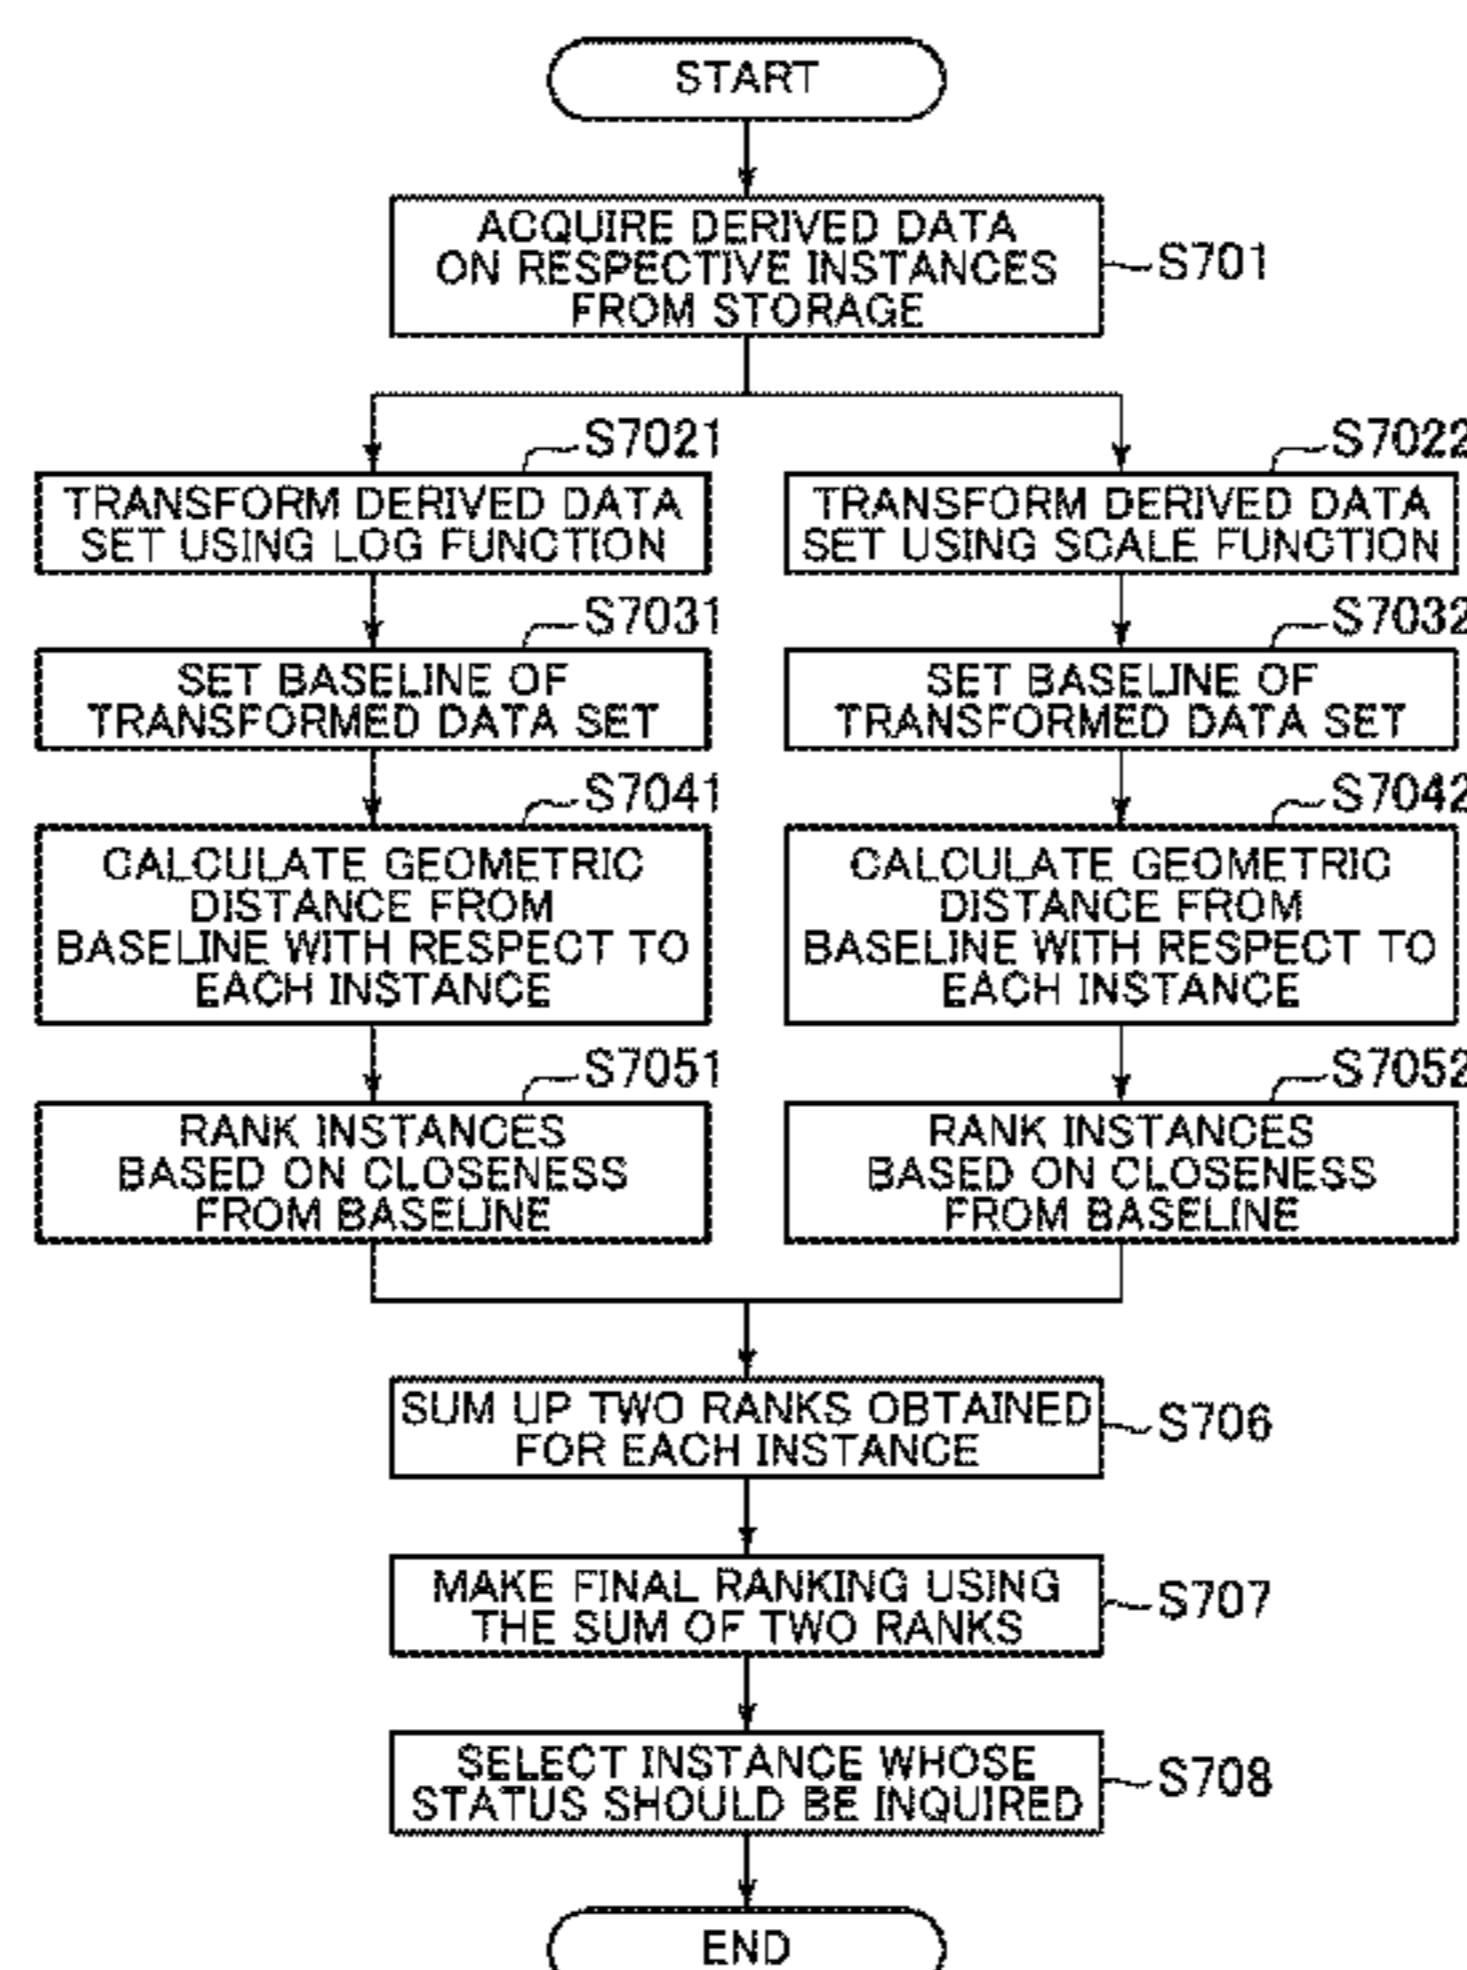 START
ACQUIRE DERIVED DATA
ON RESPECTIVE INSTANCES
FROM STORAGE
S701
S7021
TRANSFORM DERIVED DATA
SET USING LOG FUNCTION
S7022
TRANSFORM DERIVED DATA
SET USING SCALE FUNCTION
S7031
SET BASELINE OF
TRANSFORMED DATA SET
S7032
SET BASELINE OF
TRANSFORMED DATA SET
S7041
CALCULATE GEOMETRIC
DISTANCE FROM
BASELINE WITH RESPECT TO
EACH INSTANCE
S7042
CALCULATE GEOMETRIC
DISTANCE FROM
BASELINE WITH RESPECT TO
EACH INSTANCE
S7051
RANK INSTANCES
BASED ON CLOSENESS
FROM BASELINE
S7052
RANK INSTANCES
BASED ON CLOSENESS
FROM BASELINE
SUM UP TWO RANKS OBTAINED
FOR EACH INSTANCE
S706
MAKE FINAL RANKING USING
THE SUM OF TWO RANKS
S707
SELECT INSTANCE WHOSE
STATUS SHOULD BE INQUIRED
S708
END